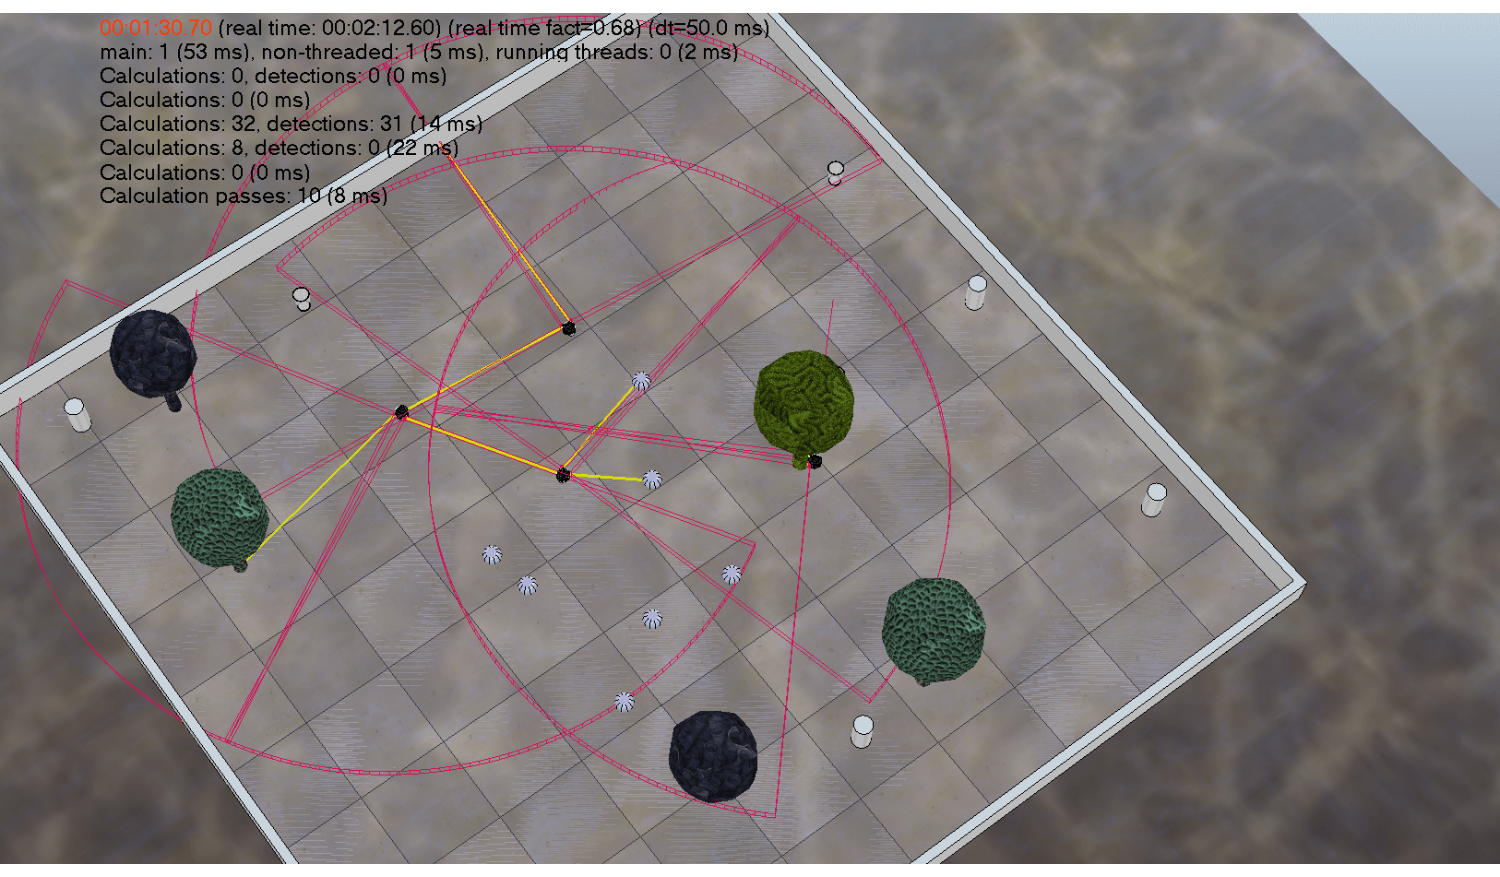 00:01:30.70 (real time: 00:02:12.60) (real time fact=0.68) (dt=50.0 ms)
main: 1 (53 ms), non-threaded: 1 (5 ms), running threads: 0 (2 ms)
Calculations: 0, detections: 0 (0 ms)
Calculations: 0 (0 ms)
Calculations: 32, detections: 31 (14 ms)
Calculations: 8, detections: 0 (22 ms)
Calculations: 0 (0 ms)
Calculation passes: 10 (8 ms)